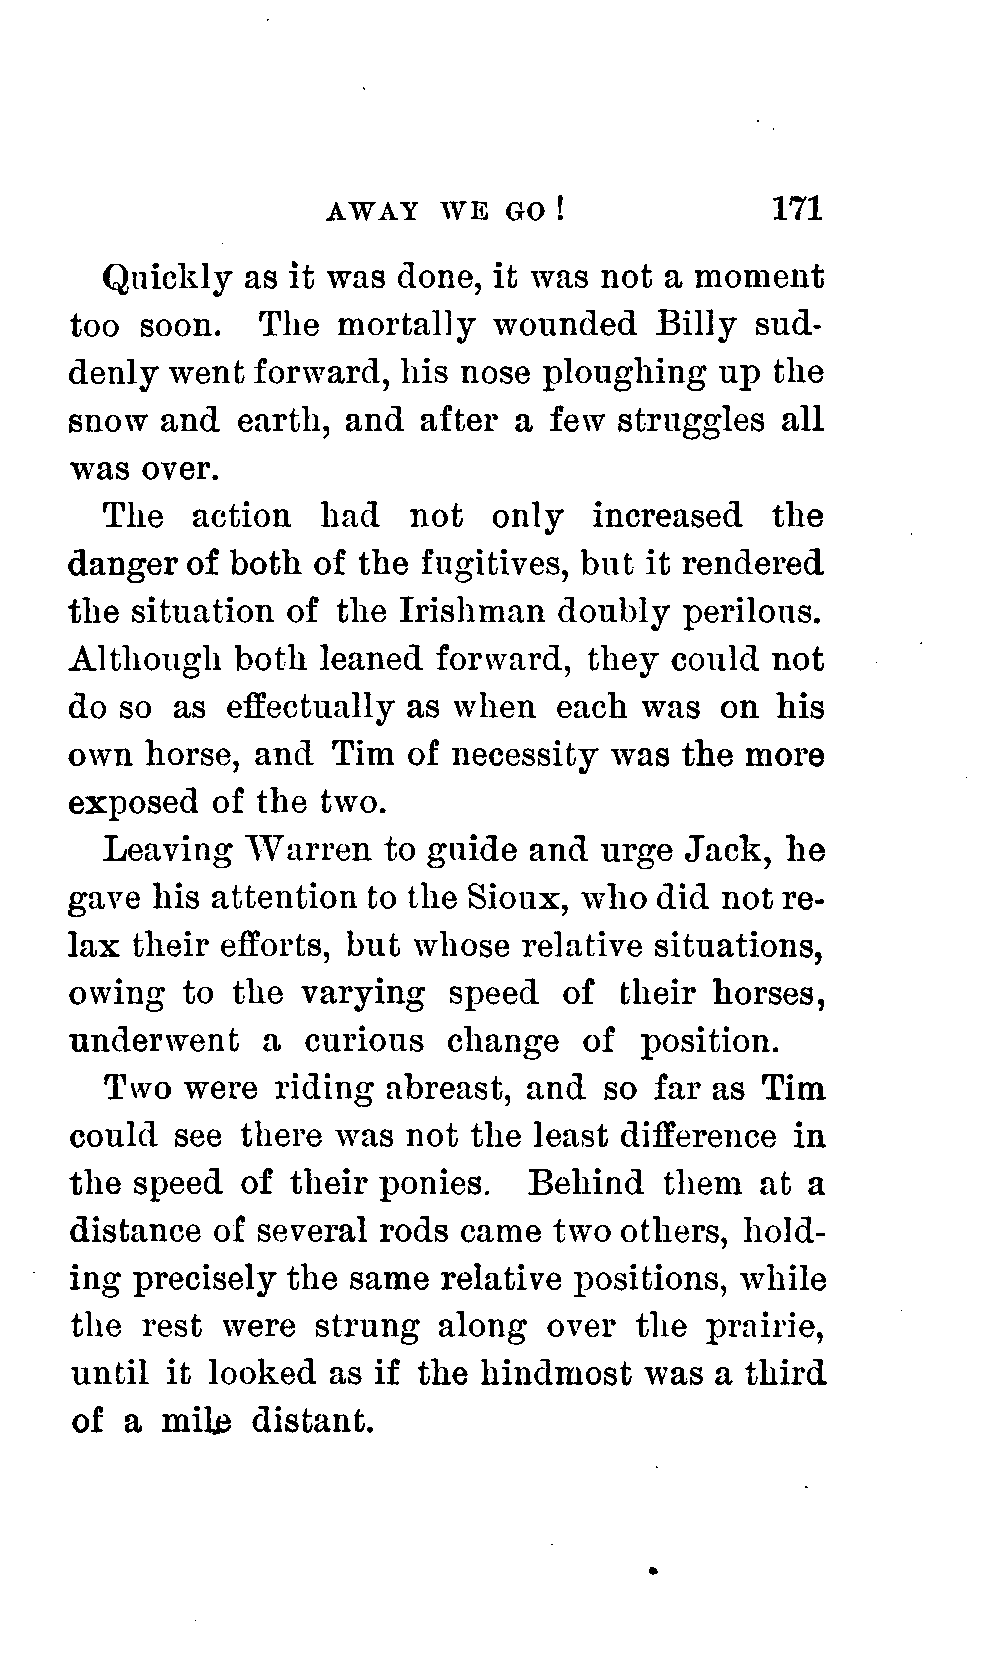 AWAY WE GO! 171
Quickly as it was done, it was not a moment
too soon. The mortally wounded Billy sud-
denly went forward, his nose ploughing up the
snow and earth, and after a few struggles all
was over.
The action had not only increased the
danger of both of the fugitives, but it rendered
the situation of the Irishman doubly perilous.
Although both leaned forward, they could not
do so as effectually as when each was on his
own horse, and Tim of necessity was the more
exposed of the two.
Leaving Warren to guide and urge Jack, he
gave his attention to the Sioux, who did not re-
lax their efforts, but whose relative situations,
owing to the varying speed of their horses,
underwent a curious change of position.
Two were riding abreast, and so far as Tim
could see there was not the least difference in
the speed of their ponies. Behind them at a
distance of several rods came two others, hold-
ing precisely the same relative positions, while
the rest were strung along over the prairie,
until it looked as if the hindmost was a third
of a mile distant.